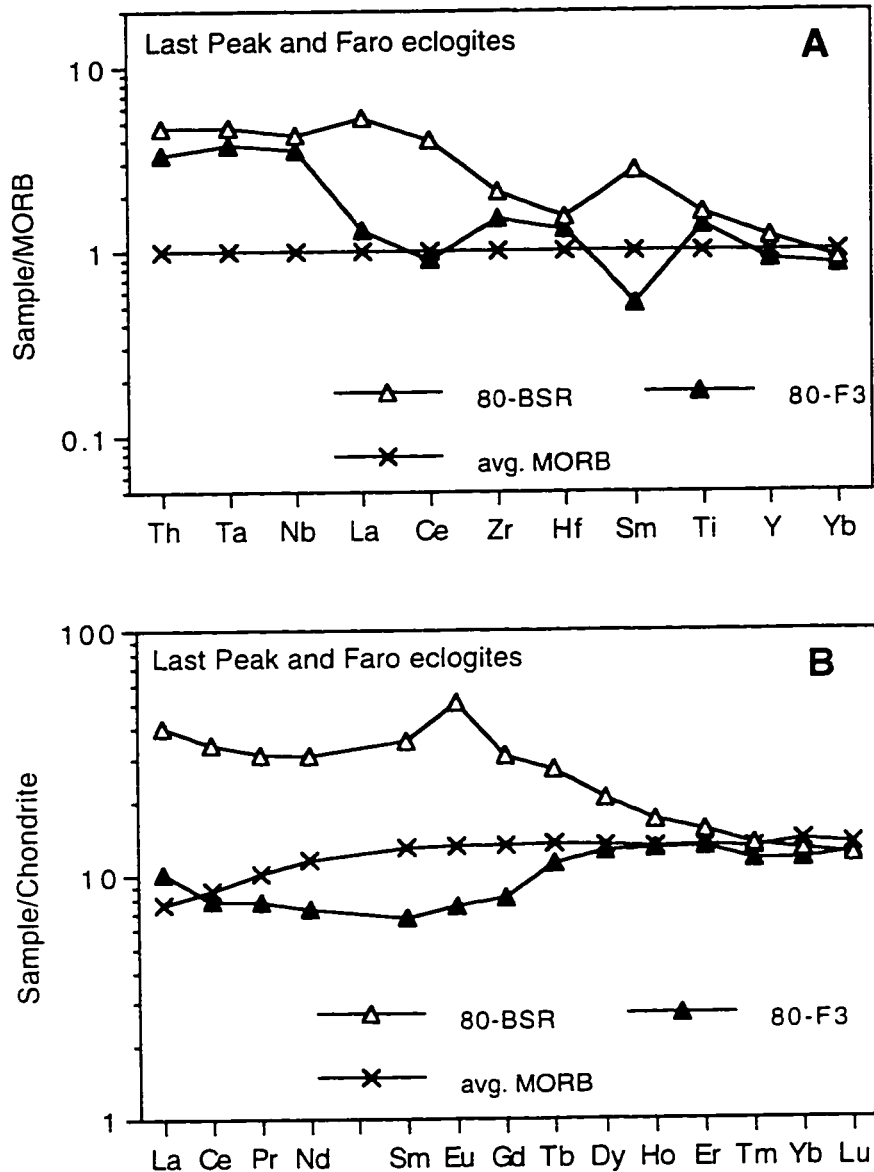 Last Peak and Faro eclogites A
10
1
0.1
Sample/MORB
80-BSR 80-F3
avg. MORB
Th Ta Nb La Ce Zr Hf Sm Ti Y Yb
Last Peak and Faro eclogites B
100
10
1
Sample/Chondrite
80-BSR 80-F3
avg. MORB
La Ce Pr Nd Sm Eu Gd Tb Dy Ho Er Tm Yb Lu